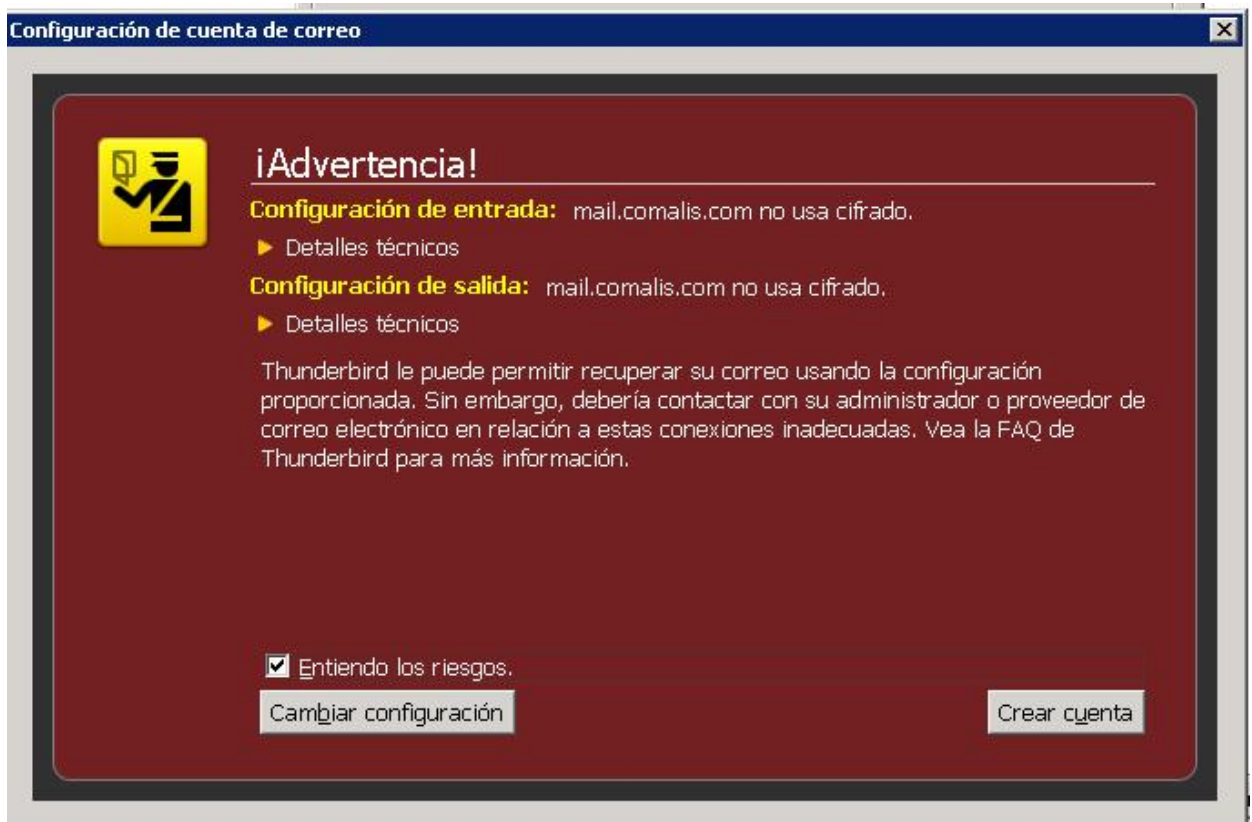 Configuración de cuenta de correo
¡Advertencia!
Configuración de entrada: mail.comalis.com no usa cifrado.
Detalles técnicos
Configuración de salida: mail.comalis.com no usa cifrado.
Detalles técnicos
Thunderbird le puede permitir recuperar su correo usando la configuración
proporcionada. Sin embargo, debería contactar con su administrador o proveedor de
correo electrónico en relación a estas conexiones inadecuadas. Vea la FAQ de
Thunderbird para más información.
Entiendo los riesgos.
Cambiar configuración
Crear cuenta